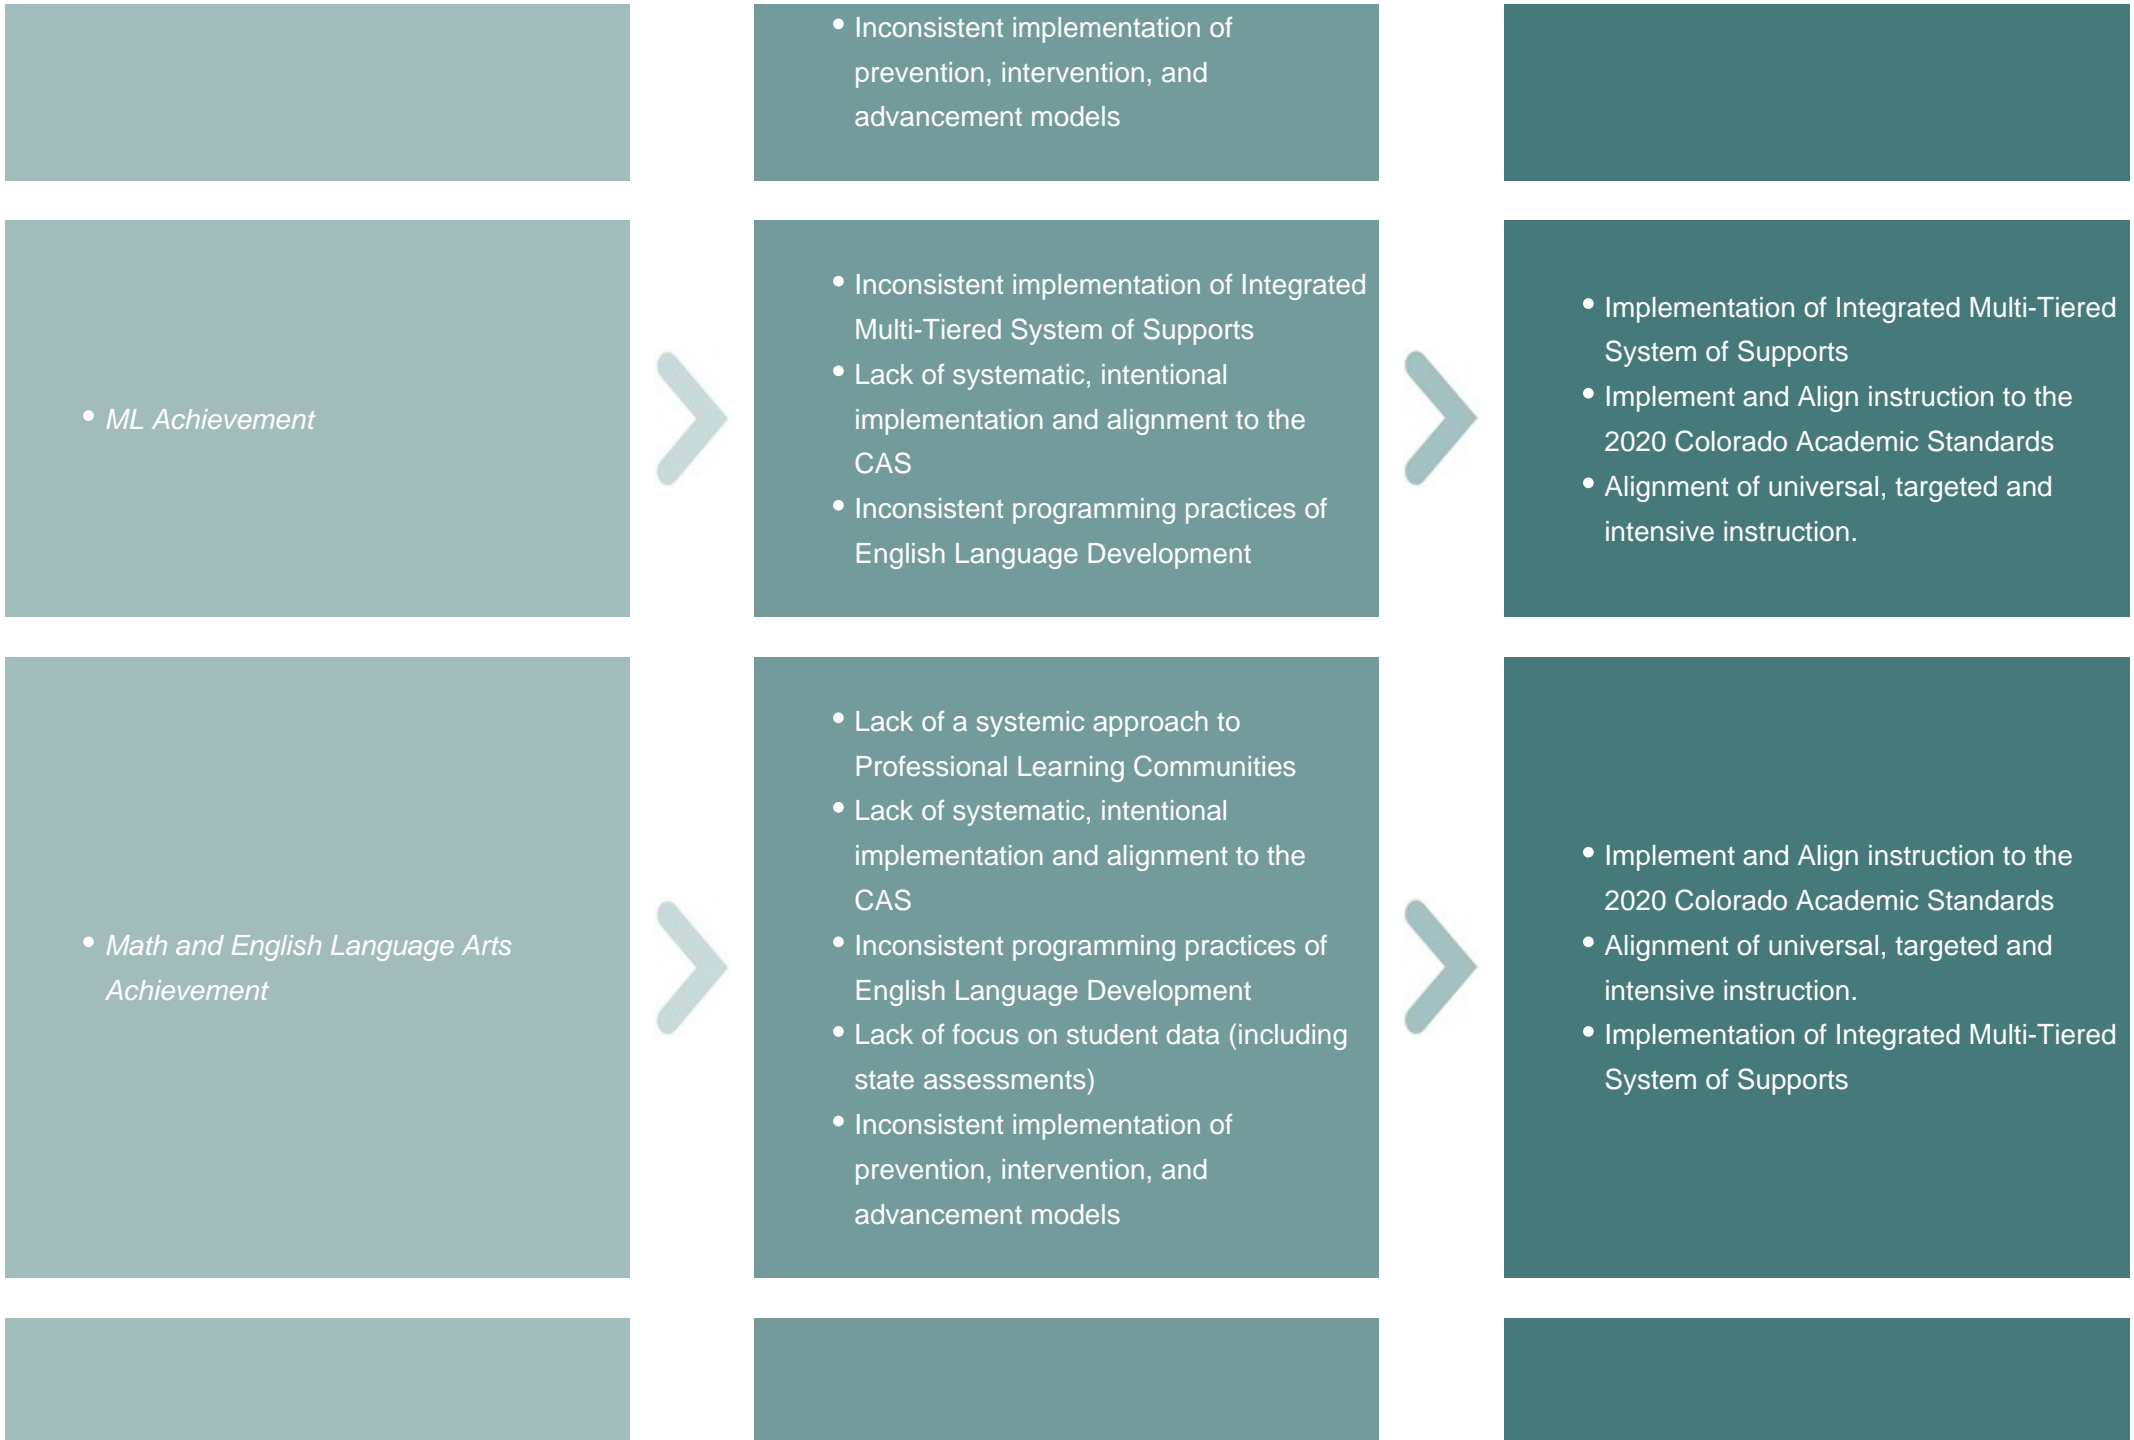 • Inconsistent implementation of
prevention, intervention, and
advancement models
• ML Achievement
• Inconsistent implementation of Integrated
Multi-Tiered System of Supports
• Lack of systematic, intentional
implementation and alignment to the
CAS
• Inconsistent programming practices of
English Language Development
• Implementation of Integrated Multi-Tiered
System of Supports
• Implement and Align instruction to the
2020 Colorado Academic Standards
• Alignment of universal, targeted and
intensive instruction.
• Math and English Language Arts
Achievement
• Lack of a systemic approach to
Professional Learning Communities
• Lack of systematic, intentional
implementation and alignment to the
CAS
• Inconsistent programming practices of
English Language Development
• Lack of focus on student data (including
state assessments)
• Inconsistent implementation of
prevention, intervention, and
advancement models
• Implement and Align instruction to the
2020 Colorado Academic Standards
• Alignment of universal, targeted and
intensive instruction.
• Implementation of Integrated Multi-Tiered
System of Supports